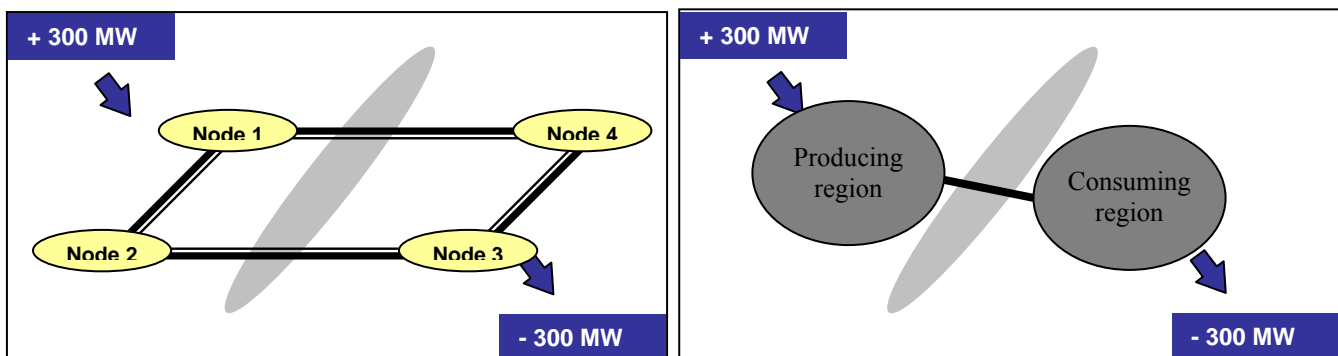 + 300 MW
Node 1
Node 4
Node 2
Node 3
- 300 MW
+ 300 MW
Producing
region
Consuming
region
- 300 MW